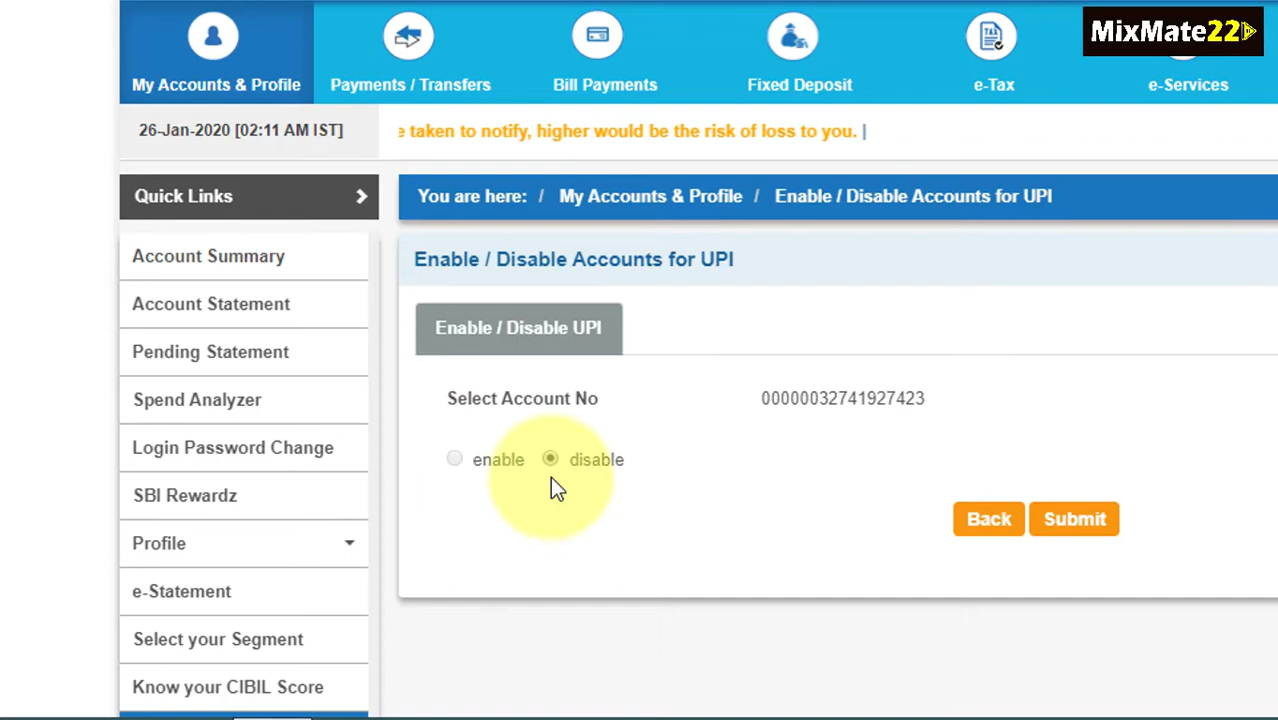 MixMate22
My Accounts & Profile
Payments / Transfers
Bill Payments
Fixed Deposit
e-Tax
e-Services
26-Jan-2020 [02:11 AM IST]
taken to notify, higher would be the risk of loss to you. |
Quick Links
You are here: / My Accounts & Profile / Enable / Disable Accounts for UPI
Account Summary
Account Statement
Pending Statement
Spend Analyzer
Login Password Change
SBI Rewardz
Profile
e-Statement
Select your Segment
Know your CIBIL Score
Enable / Disable Accounts for UPI
Enable / Disable UPI
Select Account No 00000032741927423
enable disable
Back Submit